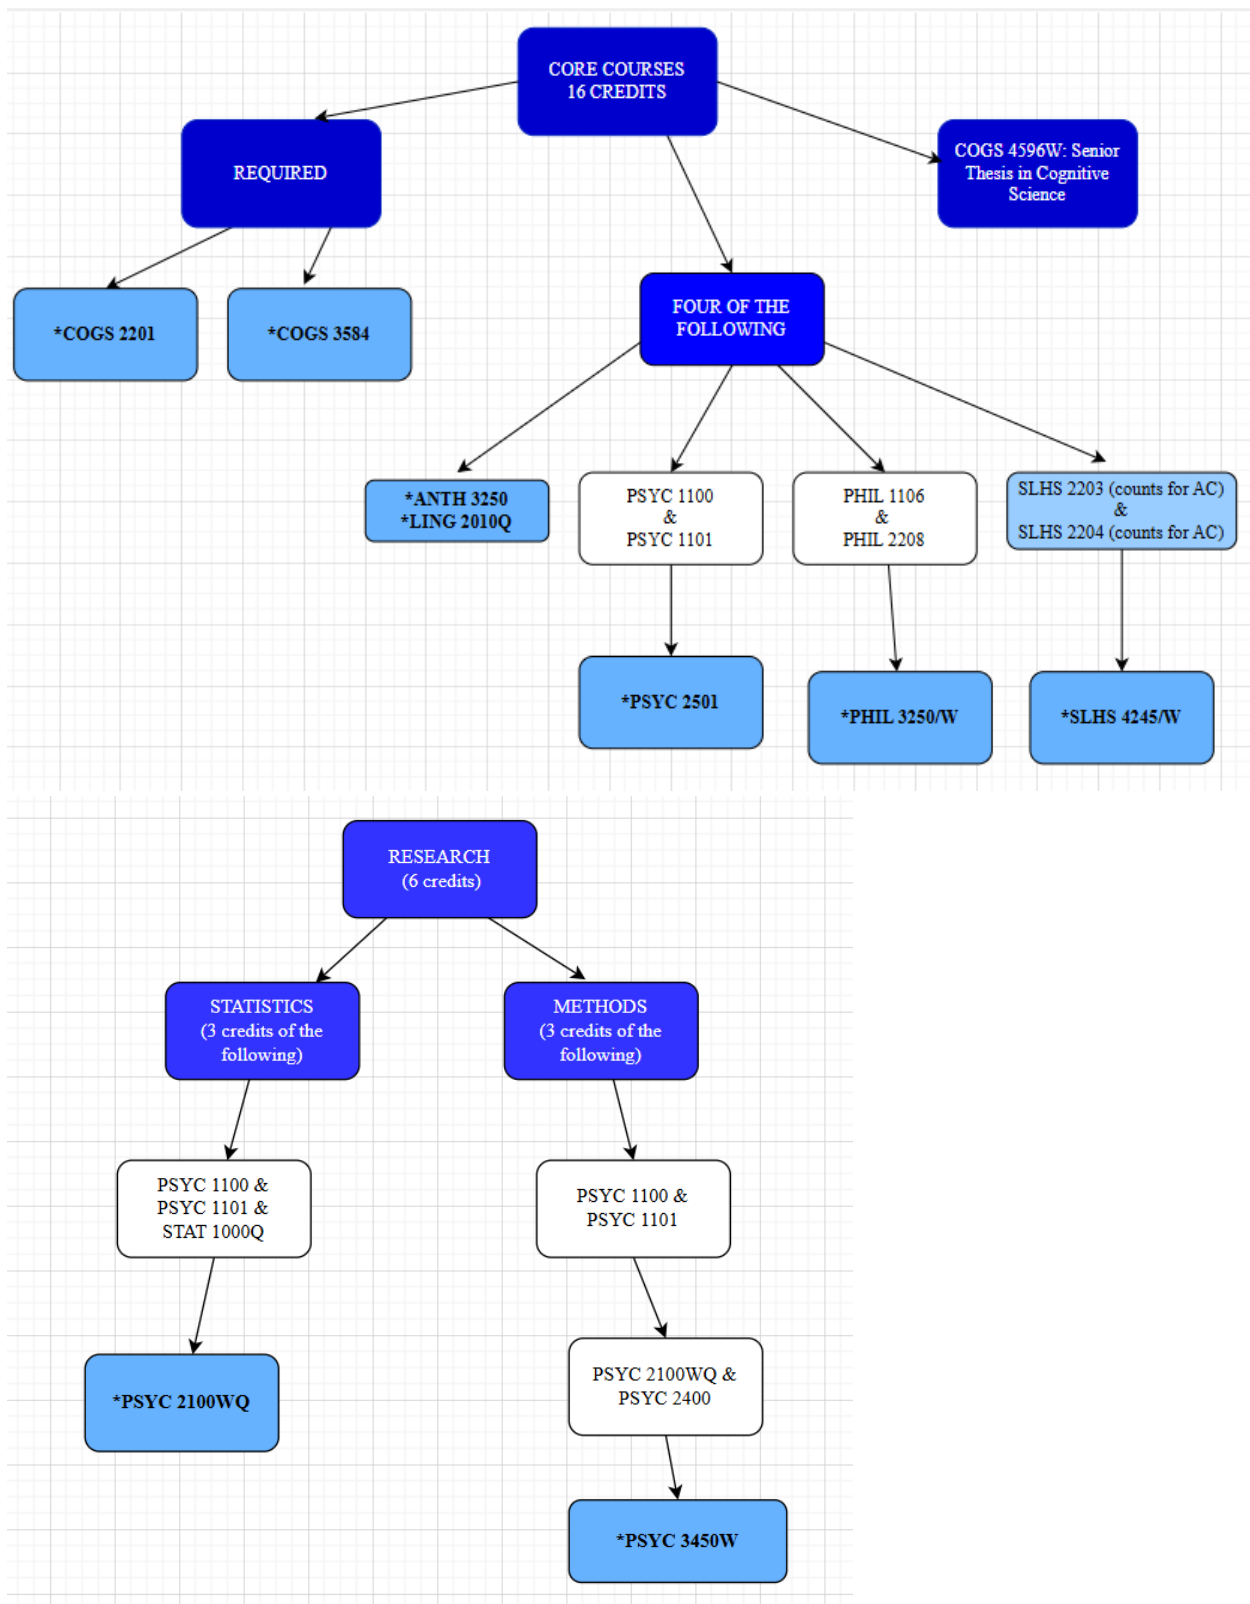 CORE COURSES
16 CREDITS
REQUIRED
COGS 4596W: Senior
Thesis in Cognitive
Science
*COGS 2201
*COGS 3584
FOUR OF THE
FOLLOWING
*ANTH 3250
*LING 2010Q
PSYC 1100
&
PSYC 1101
PHIL 1106
&
PHIL 2208
SLHS 2203 (counts for AC)
&
SLHS 2204 (counts for AC)
*PSYC 2501
*PHIL 3250/W
*SLHS 4245/W
RESEARCH
(6 credits)
STATISTICS
(3 credits of the
following)
METHODS
(3 credits of the
following)
PSYC 1100 &
PSYC 1101 &
STAT 1000Q
PSYC 1100 &
PSYC 1101
*PSYC 2100WQ
PSYC 2100WQ &
PSYC 2400
*PSYC 3450W